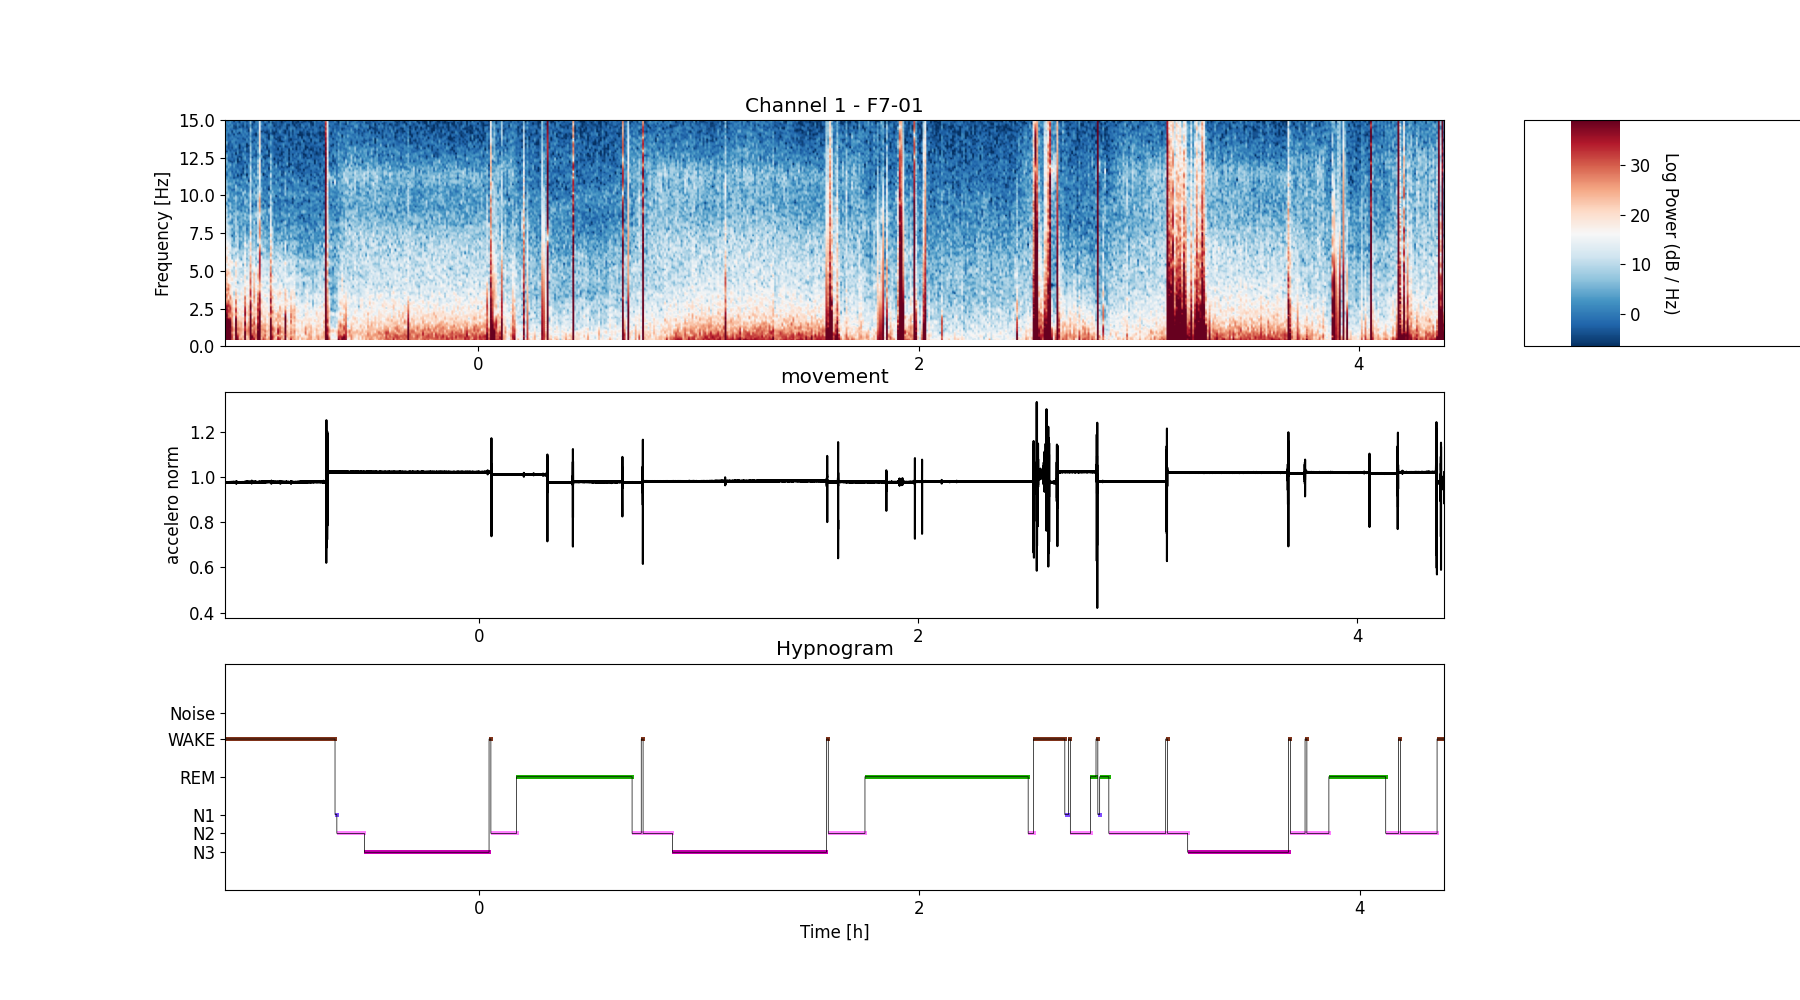 Channel 1 - F7-01
15.0
12.5
10.0
7.5
5.0
2.5
0.0
Frequency [Hz]
0 2 4
30
20
10
0
Log Power (dB / Hz)
movement
1.2
1.0
0.8
0.6
0.4
accelero norm
0 2 4
Hypnogram
Noise
WAKE
REM
N1
N2
N3
0 2 4
Time [h]